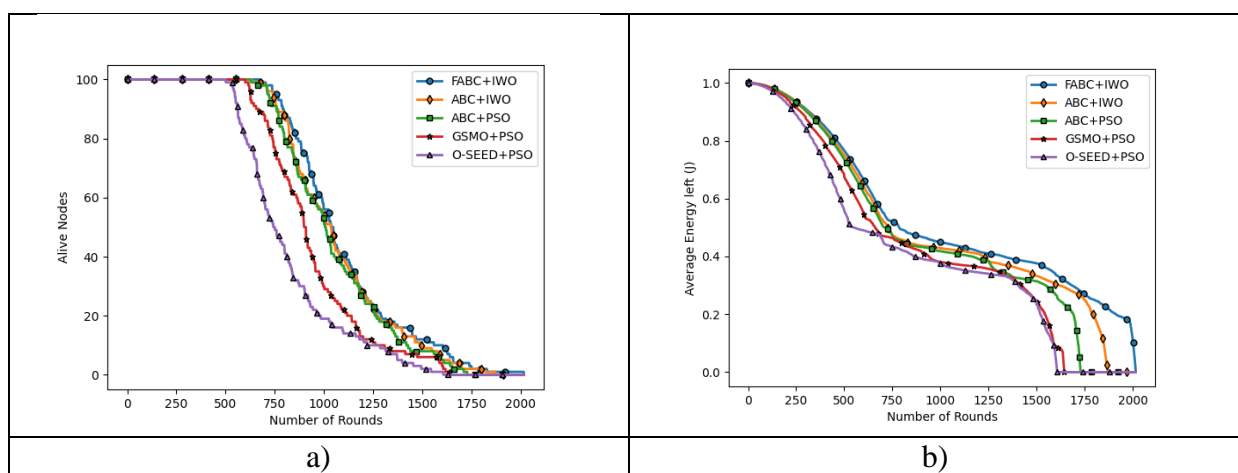 100
80
60
40
20
0
Alive Nodes
FABC+IWO
ABC+IWO
ABC+PSO
GSMO+PSO
O-SEED+PSO
0 250 500 750 1000 1250 1500 1750 2000
Number of Rounds
a)
1.0
0.8
0.6
0.4
0.2
0.0
Average Energy left (J)
FABC+IWO
ABC+IWO
ABC+PSO
GSMO+PSO
O-SEED+PSO
0 250 500 750 1000 1250 1500 1750 2000
Number of Rounds
b)